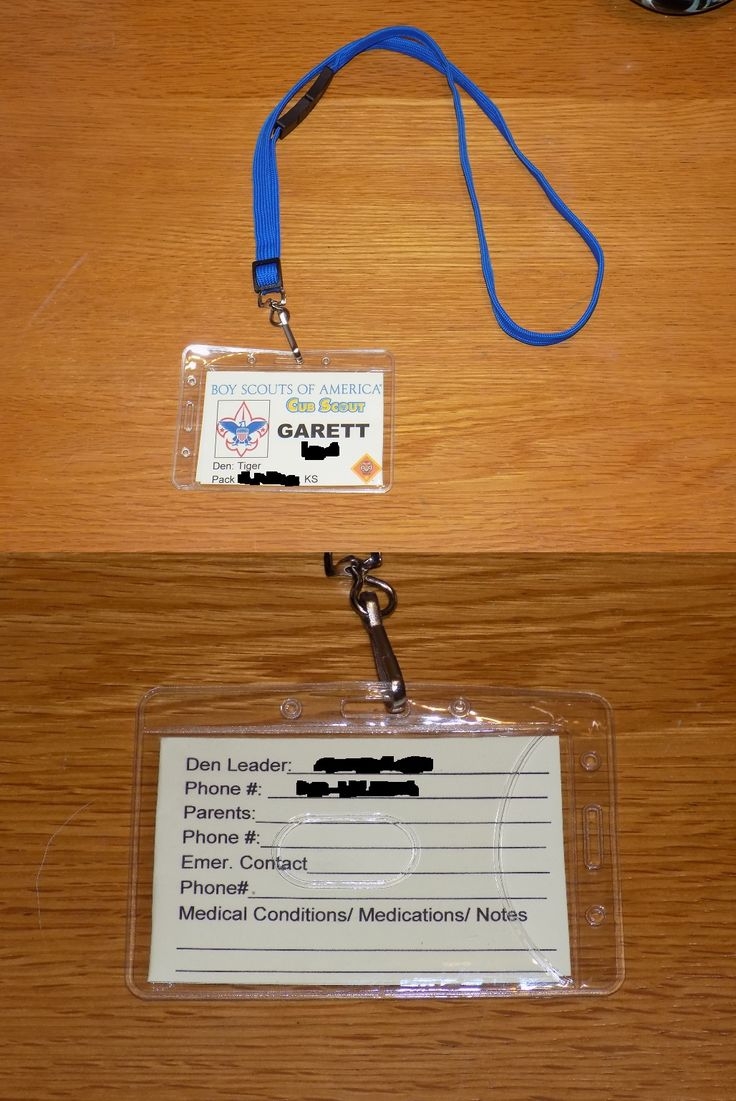 BOY SCOUTS OF AMERICA®
CUB SCOUT
GARETT
Den: Tiger
Pack KS
Den Leader:
Phone #:
Parents:
Phone #:
Emer. Contact
Phone#
Medical Conditions/ Medications/ Notes